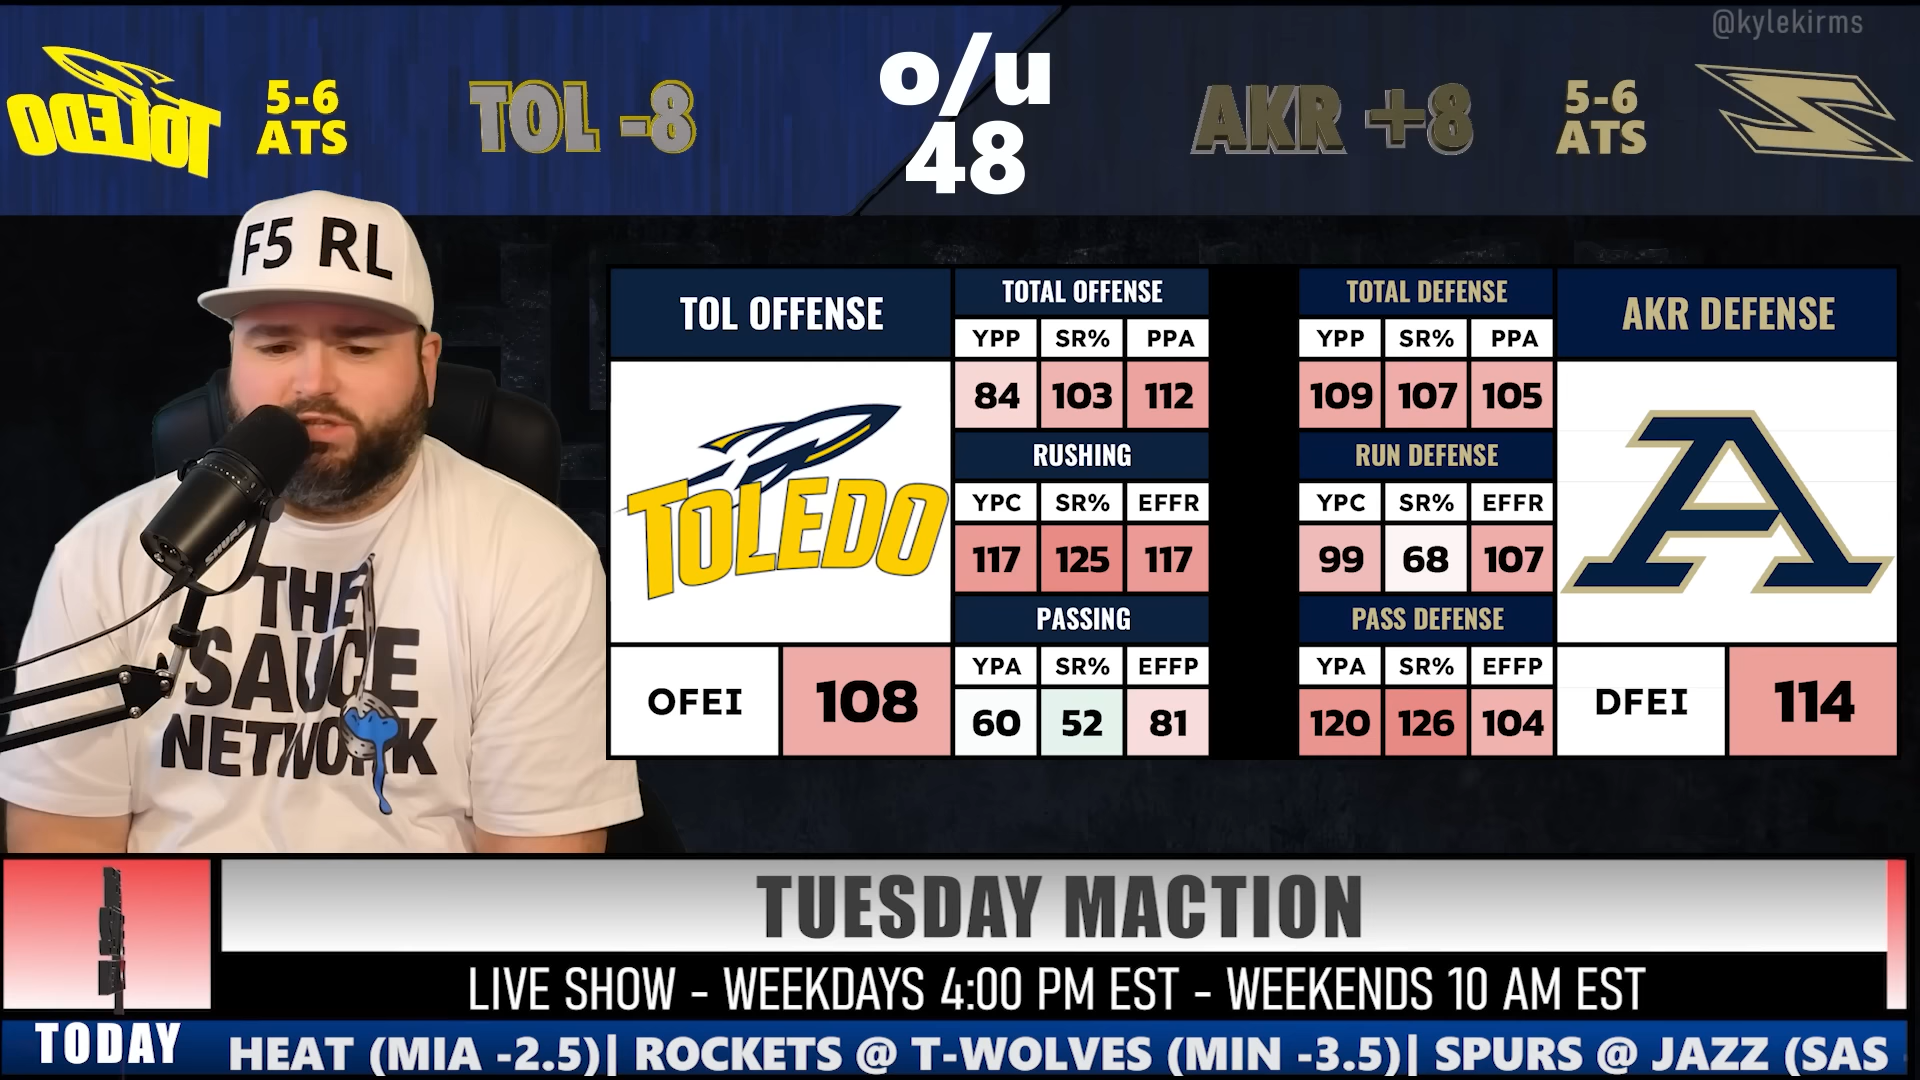 @kylekirms
TOLEDO
5-6
ATS
TOL -8
o/u
48
AKR +8
5-6
ATS
Z
F5 RL
SHURE
THE
SAUCE
NETWORK
TOL OFFENSE
TOTAL OFFENSE
YPP SR% PPA
84 103 112
TOLEDO
RUSHING
YPC SR% EFFR
117 125 117
PASSING
YPA SR% EFFP
60 52 81
OFEI 108
TOTAL DEFENSE
YPP SR% PPA
109 107 105
RUN DEFENSE
YPC SR% EFFR
99 68 107
PASS DEFENSE
YPA SR% EFFP
120 126 104
AKR DEFENSE
A
DFEI 114
TUESDAY MACTION
LIVE SHOW - WEEKDAYS 4:00 PM EST - WEEKENDS 10 AM EST
TODAY
HEAT (MIA -2.5)| ROCKETS @ T-WOLVES (MIN -3.5)| SPURS @ JAZZ (SAS